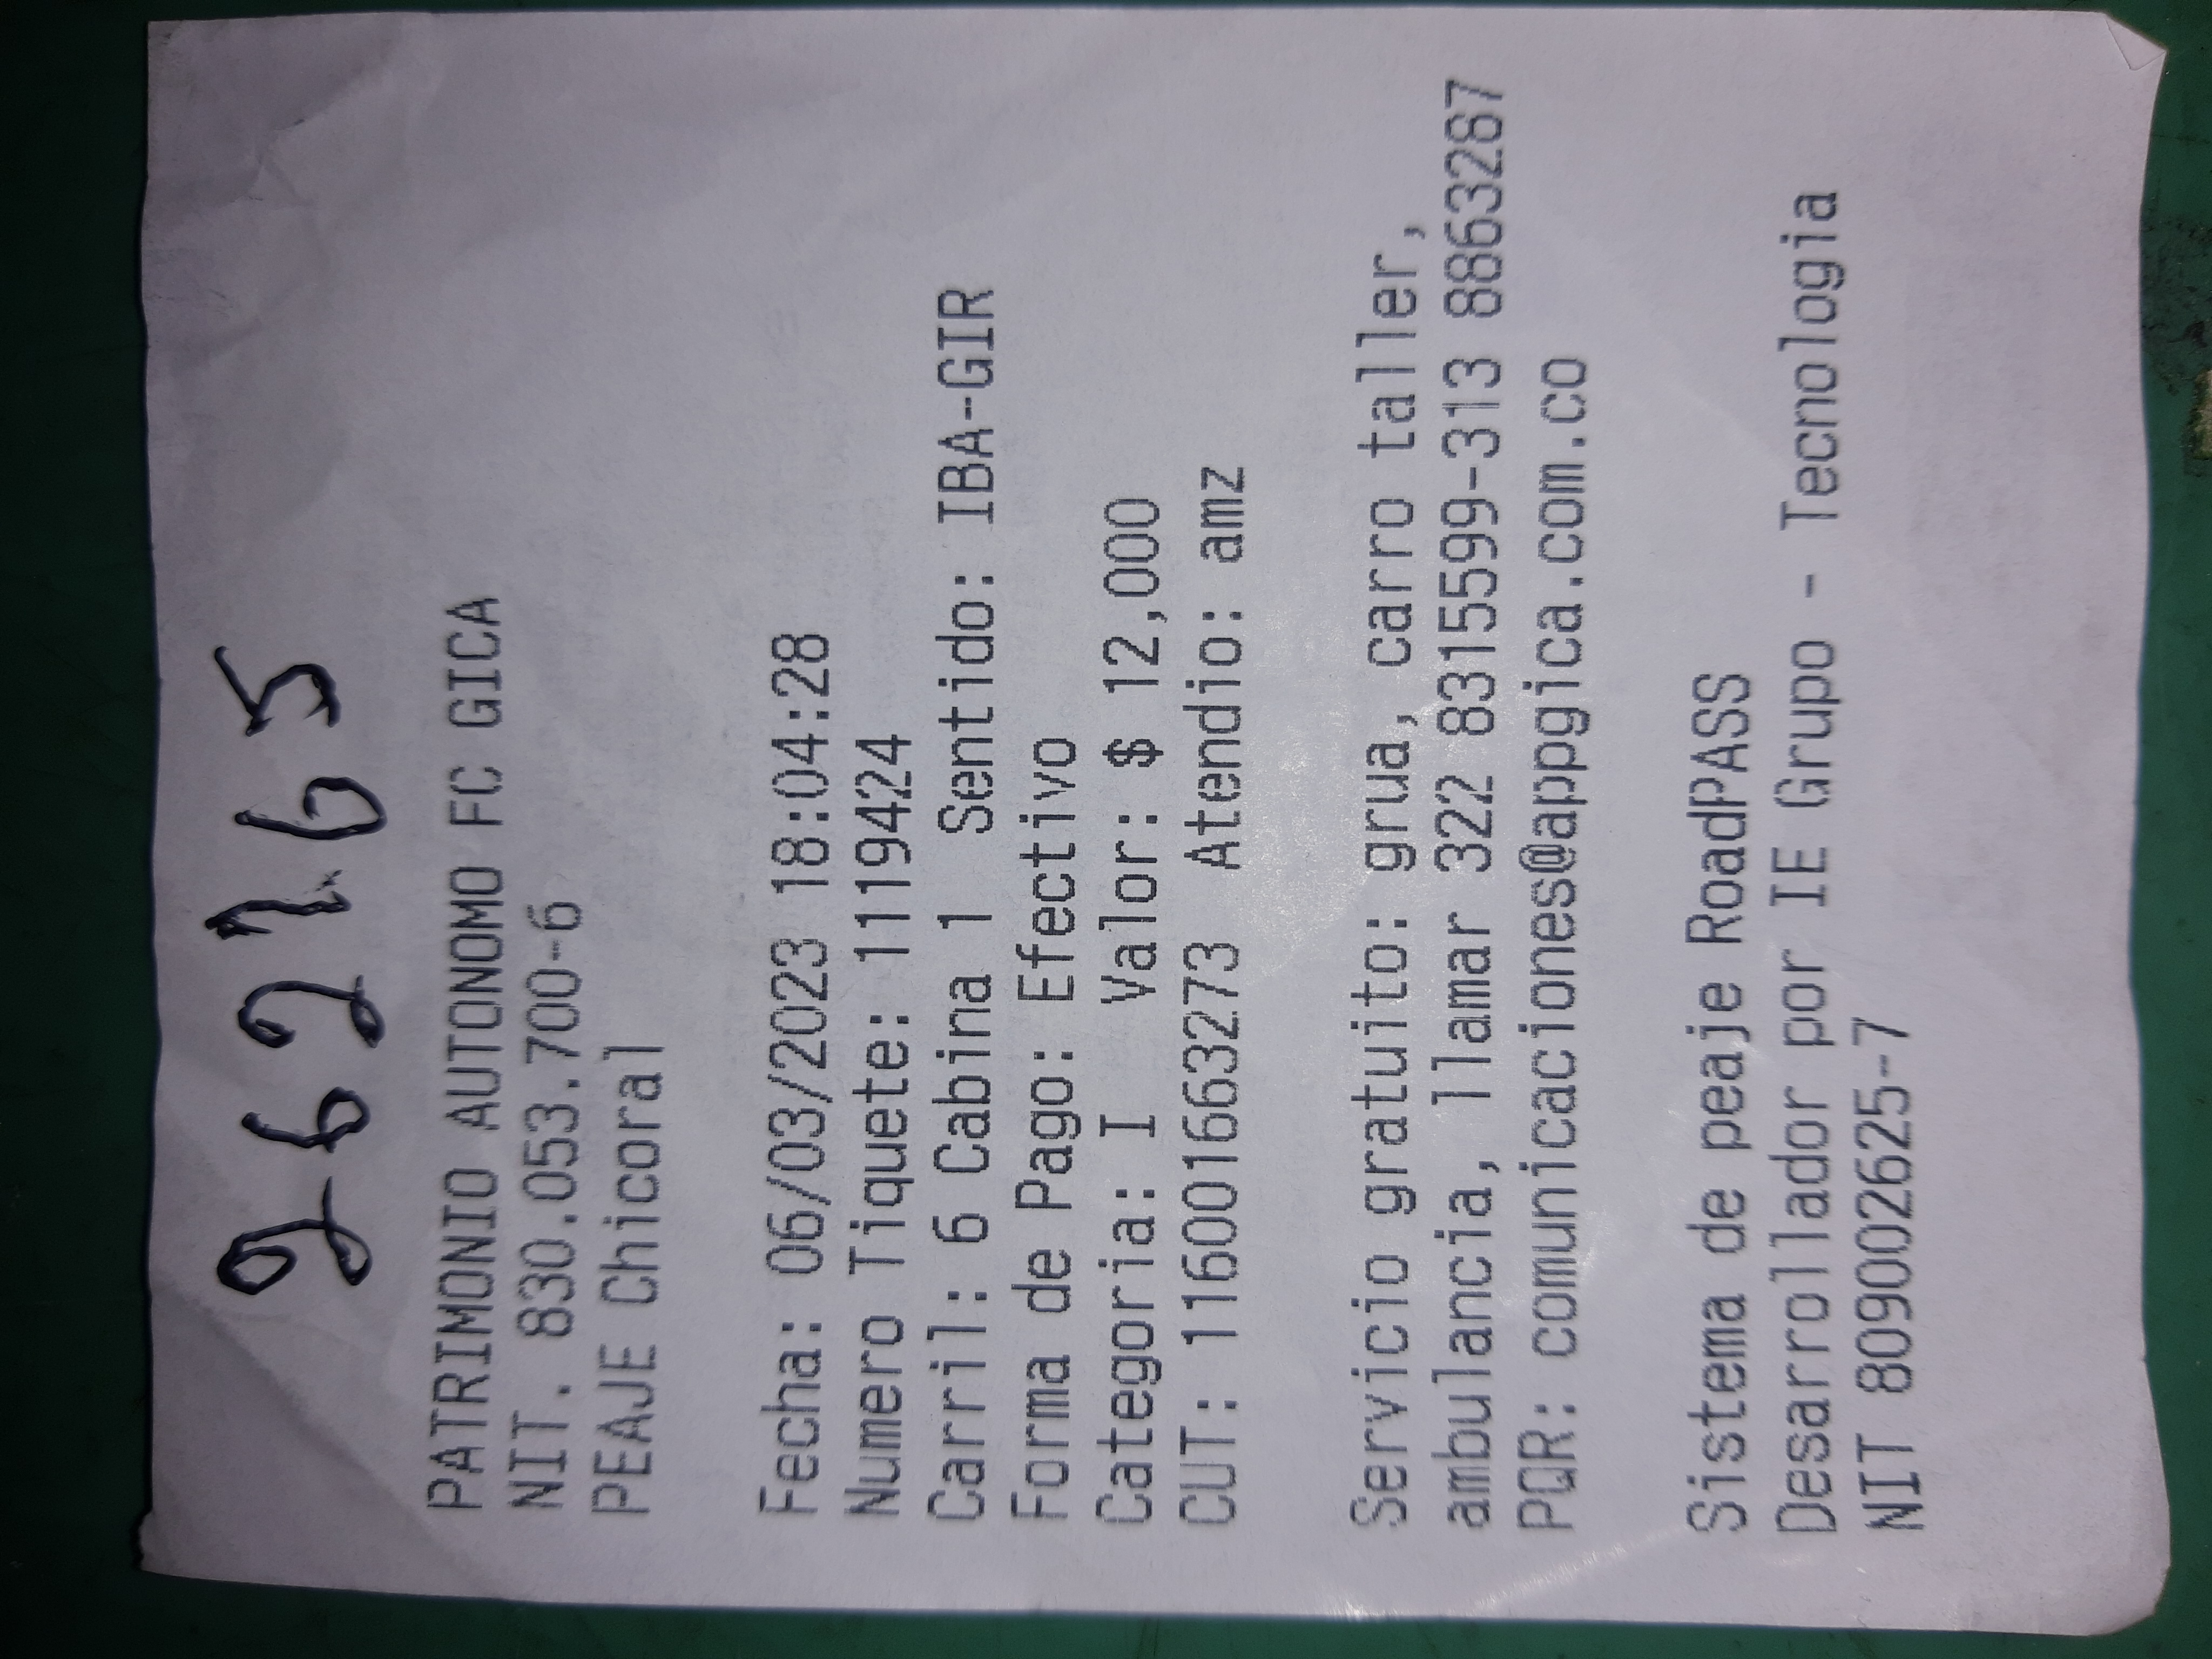 262765
PATRIMONIO AUTONOMO FC GICA
NIT. 830.053.700-6
PEAJE Chicoral
Fecha: 06/03/2023 18:04:28
Numero Tiquete: 1119424
Carril: 6 Cabina 1 Sentido: IBA-GIR
Forma de Pago: Efectivo
Categoria: I Valor: $ 12,000
CUT: 11600166327​3 Atendio: amz
Servicio gratuito: grua, carro taller,
ambulancia, llamar 322 8315599-313 8863287
PQR: comunicaciones@appgica.com.co
Sistema de peaje RoadPASS
Desarrollador por IE Grupo - Tecnologia
NIT 809002625-7